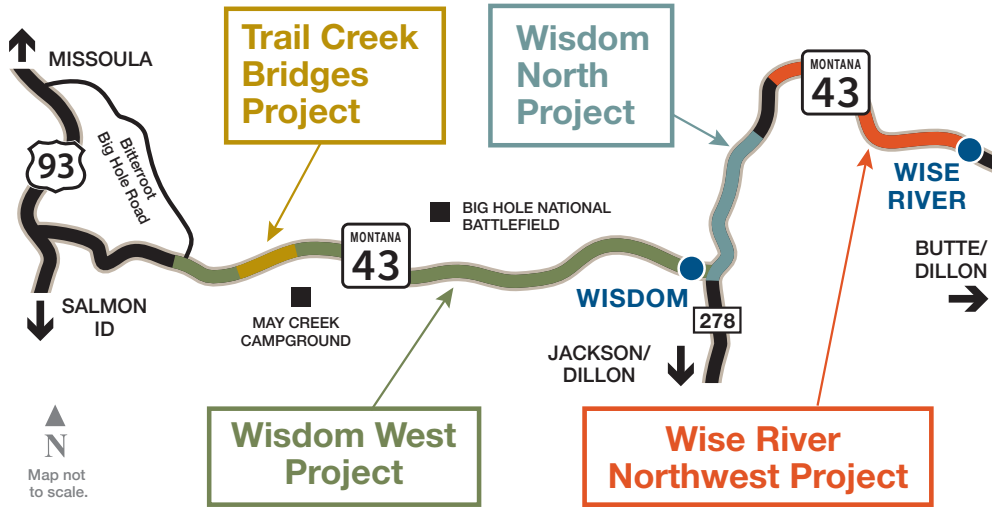 MISSOULA
Trail Creek
Bridges
Project
Wisdom
North
Project
MONTANA
43
93
Bitterroot
Big Hole Road
WISE
RIVER
BIG HOLE NATIONAL
BATTLEFIELD
MONTANA
43
BUTTE/
DILLON
SALMON
ID
MAY CREEK
CAMPGROUND
WISDOM
278
JACKSON/
DILLON
N
Map not
to scale.
Wisdom West
Project
Wise River
Northwest Project